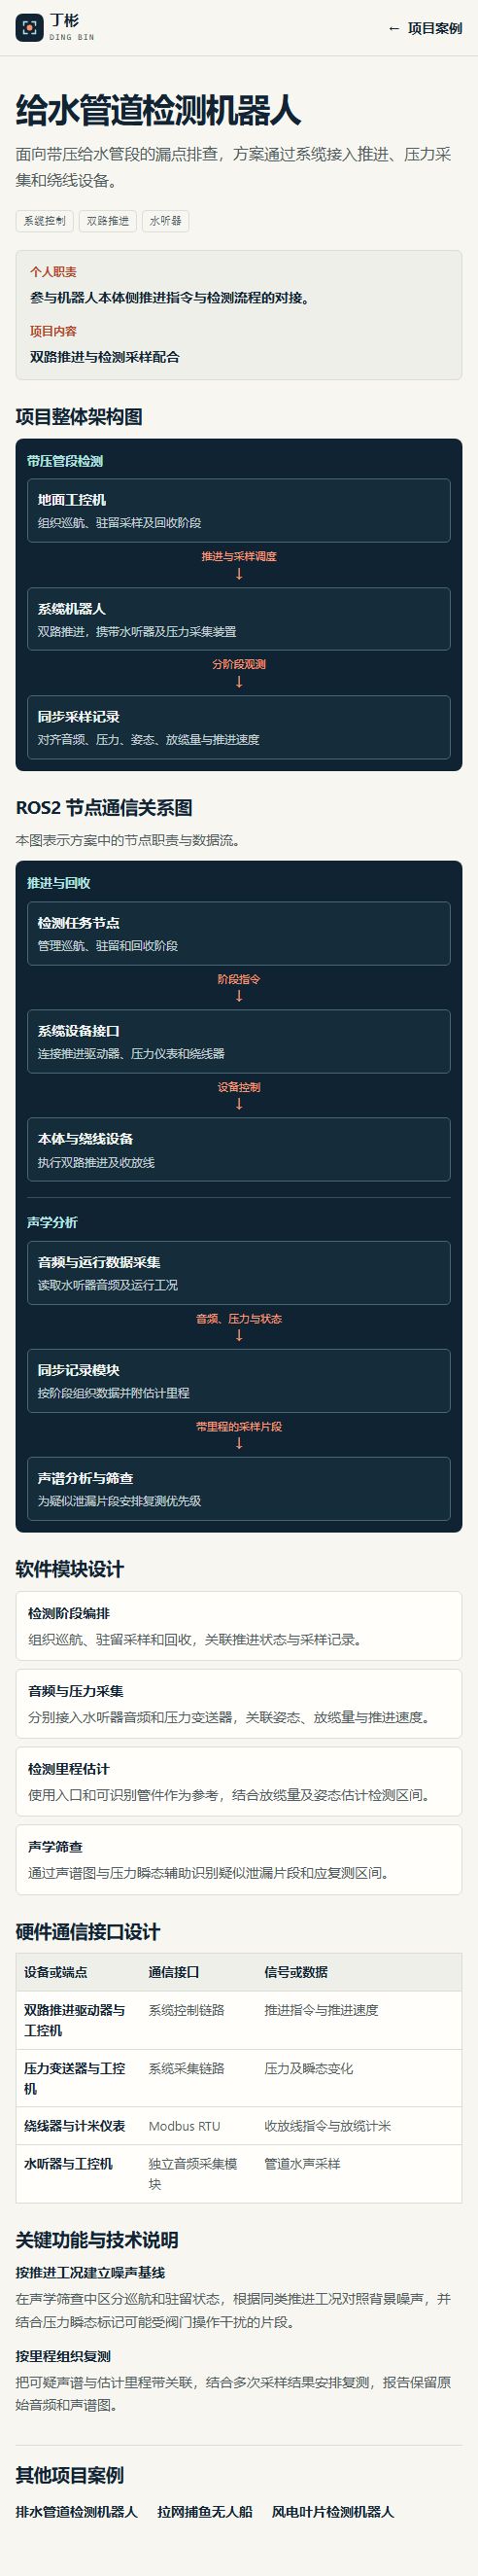 丁彬
DING BIN
← 项目案例
给水管道检测机器人
面向带压给水管段的漏点排查，方案通过系缆接入推进、压力采
集和绕线设备。
系缆控制 双路推进 水听器
个人职责
参与机器人本体侧推进指令与检测流程的对接。
项目内容
双路推进与检测采样配合
项目整体架构图
带压管段检测
地面工控机
组织巡航、驻留采样及回收阶段
推进与采样调度
↓
系缆机器人
双路推进，携带水听器及压力采集装置
分阶段观测
↓
同步采样记录
对齐音频、压力、姿态、放缆量与推进速度
ROS2 节点通信关系图
本图表示方案中的节点职责与数据流。
推进与回收
检测任务节点
管理巡航、驻留和回收阶段
阶段指令
↓
系缆设备接口
连接推进驱动器、压力仪表和绕线器
设备控制
↓
本体与绕线设备
执行双路推进及收放线
声学分析
音频与运行数据采集
读取水听器音频及运行工况
音频、压力与状态
↓
同步记录模块
按阶段组织数据并附估计里程
带里程的采样片段
↓
声谱分析与筛查
为疑似泄漏片段安排复测优先级
软件模块设计
检测阶段编排
组织巡航、驻留采样和回收，关联推进状态与采样记录。
音频与压力采集
分别接入水听器音频和压力变送器，关联姿态、放缆量与推进速度。
检测里程估计
使用入口和可识别管件作为参考，结合放缆量及姿态估计检测区间。
声学筛查
通过声谱图与压力瞬态辅助识别疑似泄漏片段和应复测区间。
硬件通信接口设计
设备或端点 通信接口 信号或数据
双路推进驱动器与 系缆控制链路 推进指令与推进速度
工控机
压力变送器与工控 系缆采集链路 压力及瞬态变化
机
绕线器与计米仪表 Modbus RTU 收放线指令与放缆计米
水听器与工控机 独立音频采集模 管道水声采样
块
关键功能与技术说明
按推进工况建立噪声基线
在声学筛查中区分巡航和驻留状态，根据同类推进工况对照背景噪声，并
结合压力瞬态标记可能受阀门操作干扰的片段。
按里程组织复测
把可疑声谱与估计里程带关联，结合多次采样结果安排复测，报告保留原
始音频和声谱图。
其他项目案例
排水管道检测机器人 拉网捕鱼无人船 风电叶片检测机器人